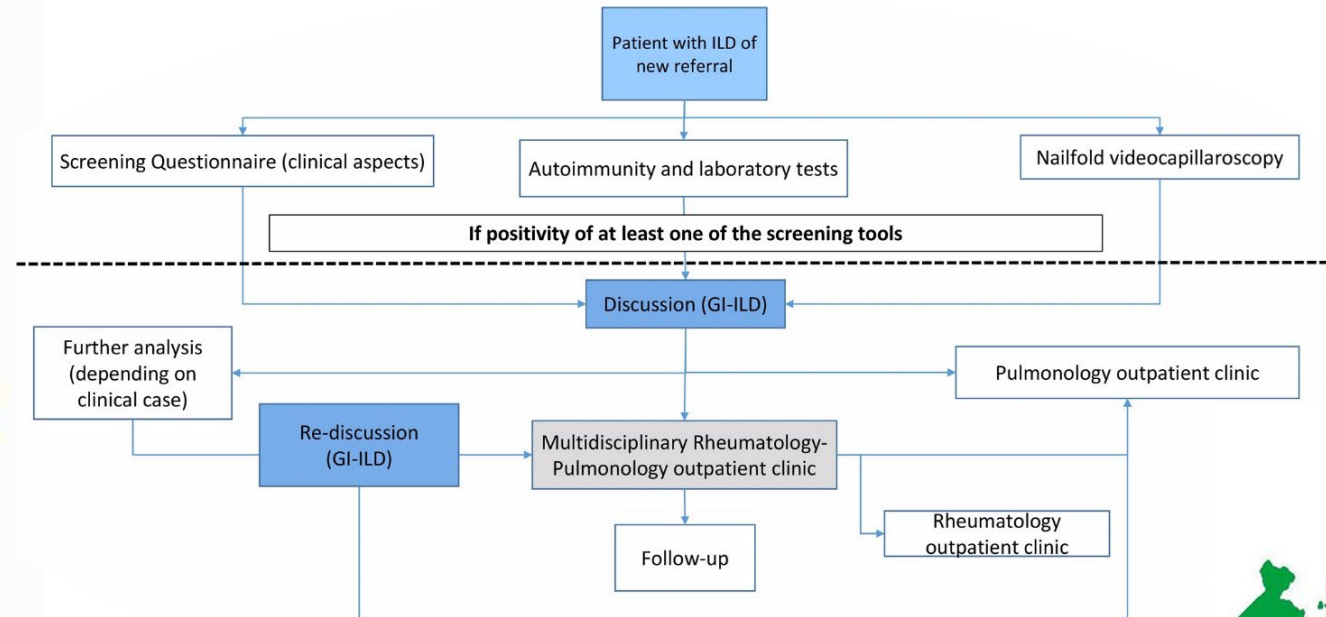 Patient with ILD of
new referral
Screening Questionnaire (clinical aspects)
Autoimmunity and laboratory tests
Nailfold videocapillaroscopy
If positivity of at least one of the screening tools
Discussion (GI-ILD)
Further analysis
(depending on
clinical case)
Pulmonology outpatient clinic
Re-discussion
(GI-ILD)
Multidisciplinary Rheumatology-
Pulmonology outpatient clinic
Rheumatology
outpatient clinic
Follow-up